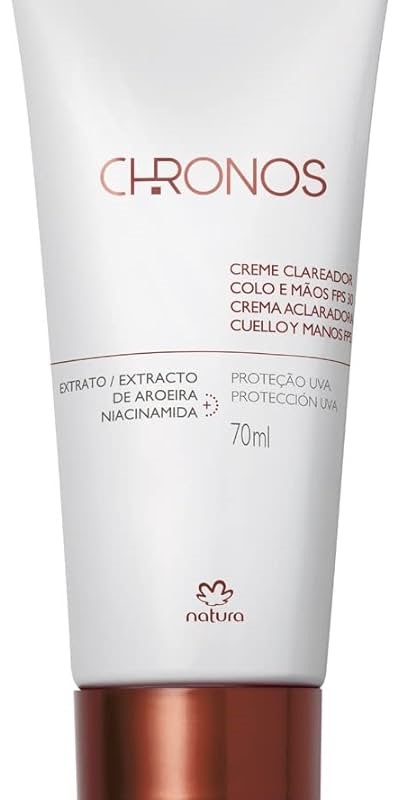 CHRONOS
CREME CLAREADOR
COLO E MÃOS FPS 30
CREMA ACLARADORA
CUELLO Y MANOS FPS
EXTRATO / EXTRACTO
DE AROEIRA
NIACINAMIDA +
PROTEÇÃO UVA
PROTECCIÓN UVA
70ml
natura